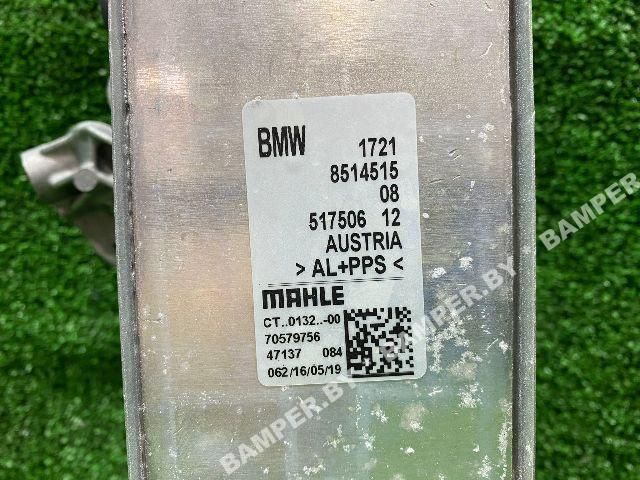 BMW 1721
8514515
08
517506 12
AUSTRIA
> AL+PPS <
MAHLE
CT..0132..-00
70579756
47137 084
062/16/05/19
BAMPER.BY
BAMPER.BY
BAMPER.BY
BAMPER.BY